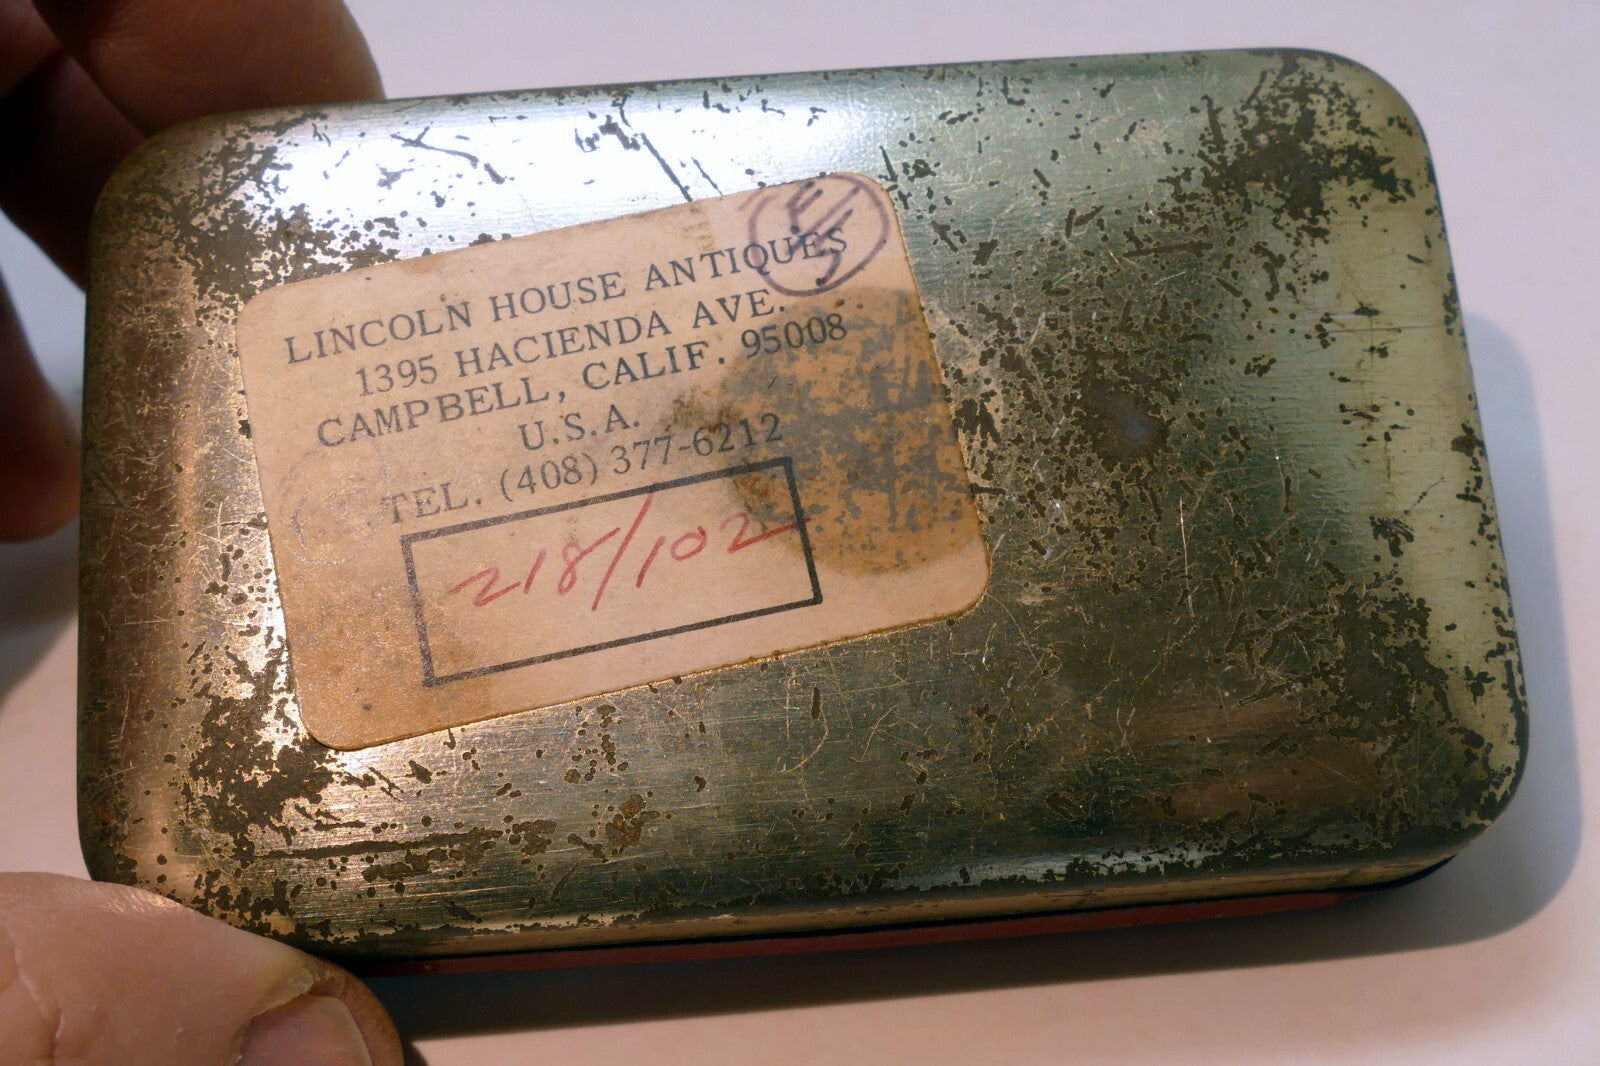 LINCOLN HOUSE ANTIQUES
1395 HACIENDA AVE.
CAMPBELL, CALIF. 95008
U.S.A.
TEL. (408) 377-6212
218/102